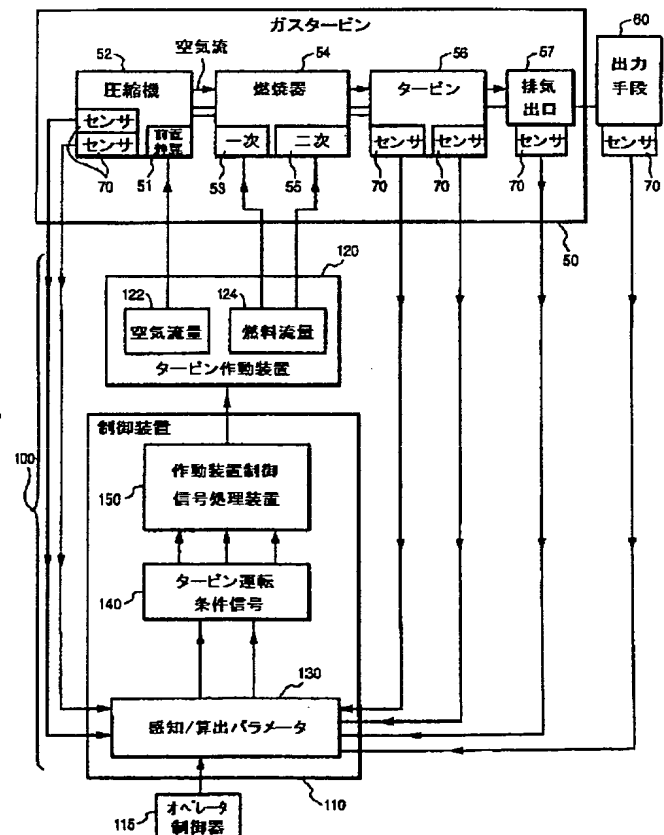 ガスタービン
52
空気流
54
56
57
60
圧縮機
燃焼器
タービン
排気
出口
出力
手段
センサ
センサ
前置
一次
二次
センサ
センサ
センサ
センサ
70
51
53
55
70
70
70
70
50
120
122
124
空気流量
燃料流量
タービン作動装置
100
制御装置
作動装置制御
信号処理装置
150
タービン運転
条件信号
140
130
感知/算出パラメータ
110
115
オペレータ
制御器